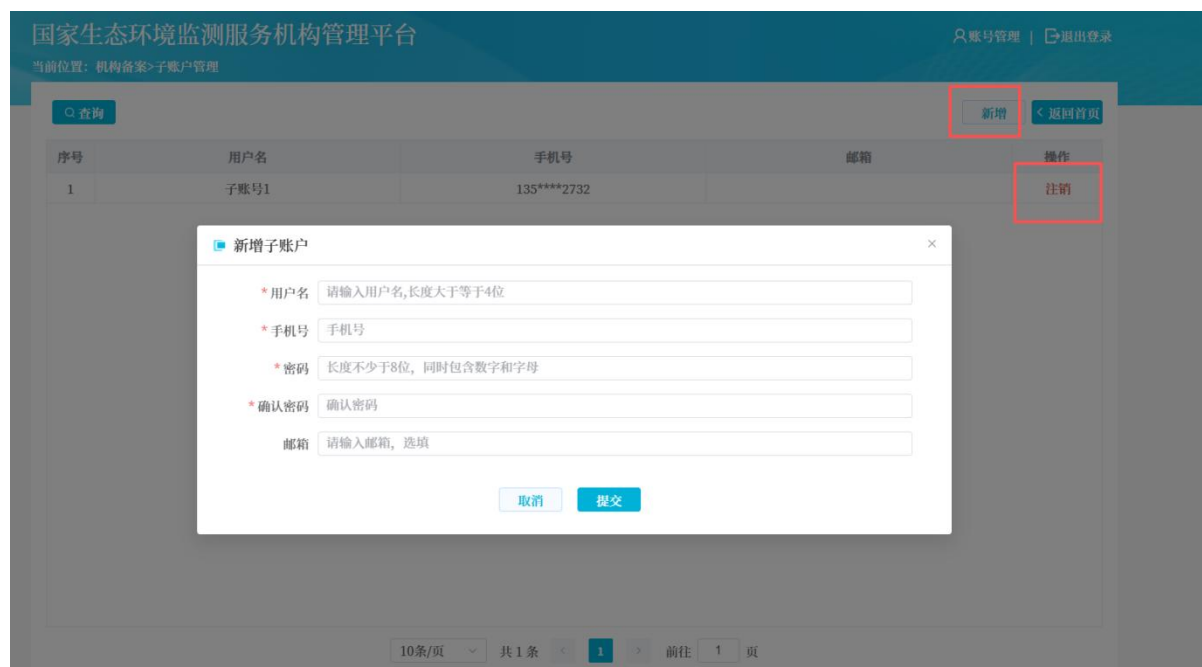 国家生态环境监测服务机构管理平台
账号管理 | 退出登录
当前位置：机构备案>子账户管理
查询 新增 < 返回首页
序号 用户名 手机号 邮箱 操作
1 子账号1 135****2732 注销
新增子账户 ×
*用户名 请输入用户名,长度大于等于4位
*手机号 手机号
*密码 长度不少于8位，同时包含数字和字母
*确认密码 确认密码
邮箱 请输入邮箱，选填
取消 提交
10条/页 共1条 < 1 > 前往 1 页